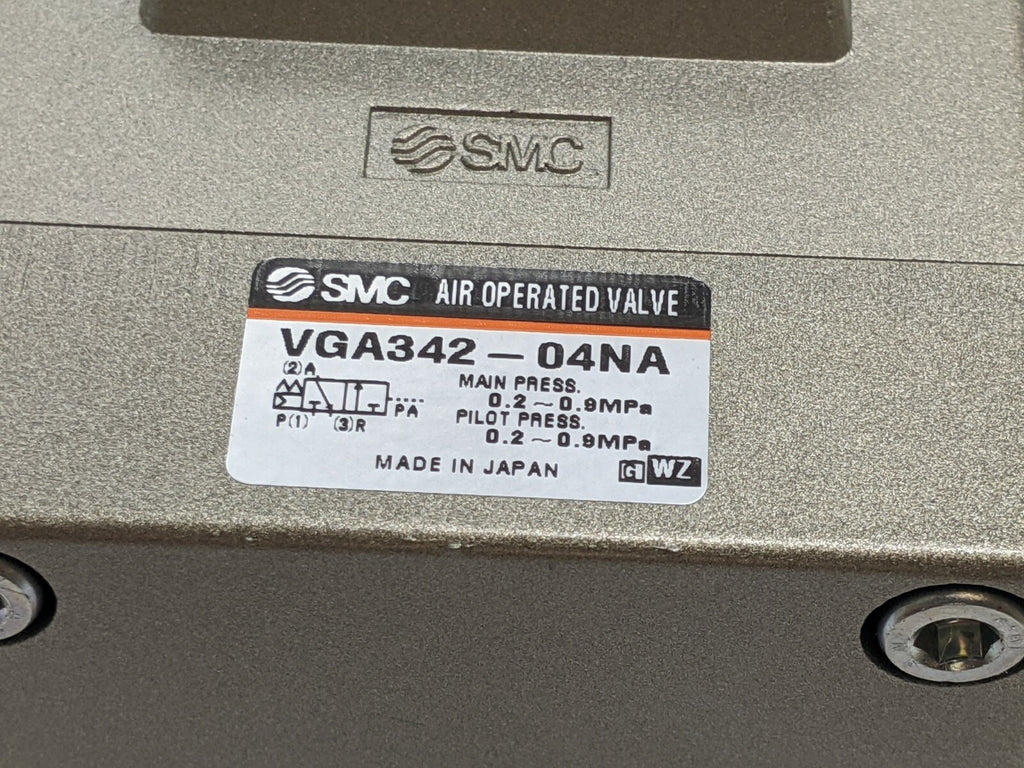 SMC
SMC AIR OPERATED VALVE
VGA342-04NA
(2)A
P(1) (3)R
PA
MAIN PRESS.
0.2~0.9MPa
PILOT PRESS.
0.2~0.9MPa
MADE IN JAPAN
G WZ